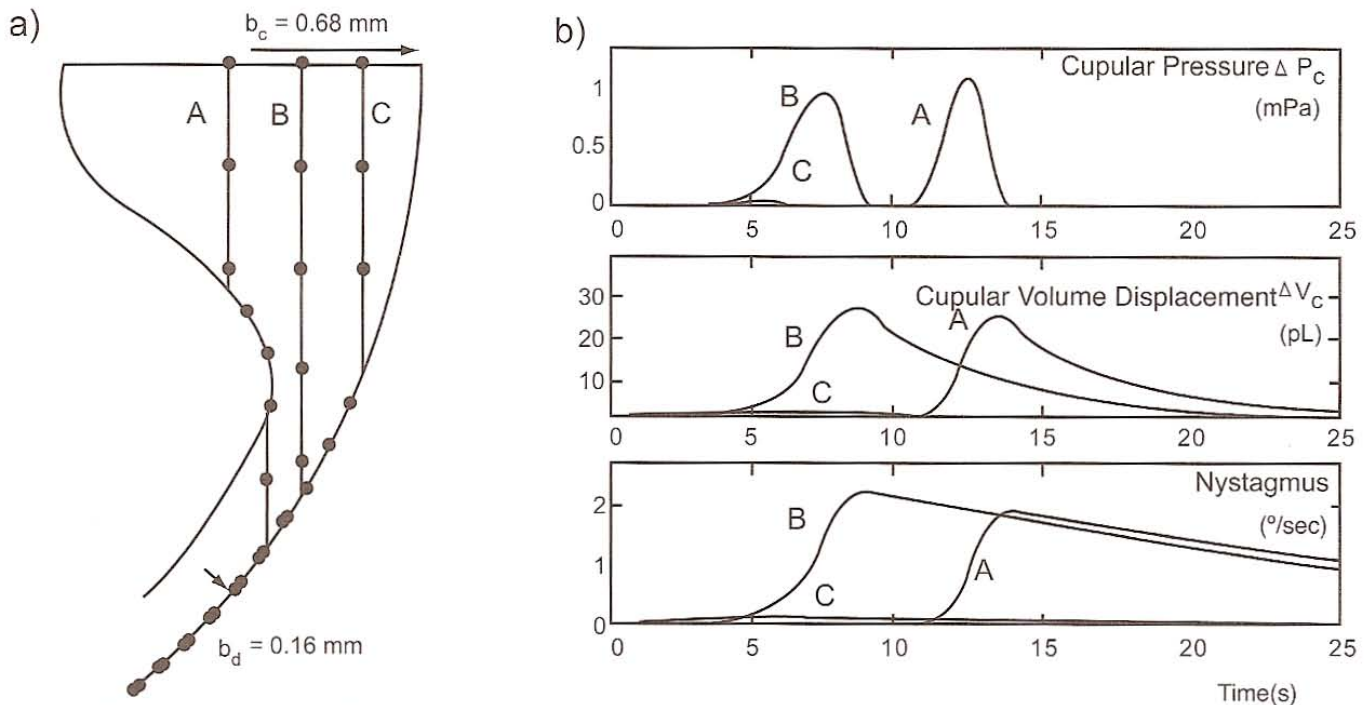 a)
b_c = 0.68 mm
A
B
C
b_d = 0.16 mm
b)
Cupular Pressure Δ P_c
(mPa)
1
0.5
0
B
A
C
0 5 10 15 20 25
Cupular Volume Displacement Δ V_c
(pL)
30
20
10
B
A
C
0 5 10 15 20 25
Nystagmus
(º/sec)
2
1
0
B
A
C
0 5 10 15 20 25
Time(s)